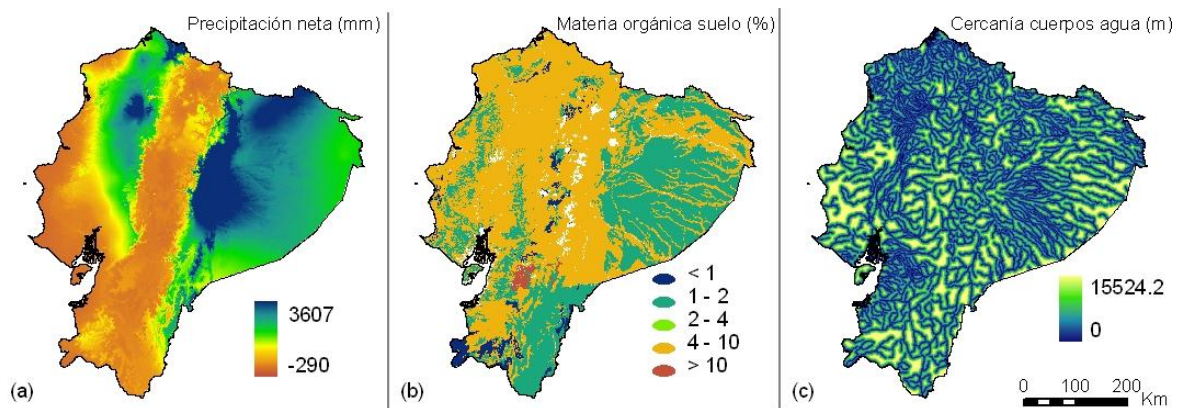 Precipitación neta (mm)
3607
-290
(a)
Materia orgánica suelo (%)
< 1
1 - 2
2 - 4
4 - 10
> 10
(b)
Cercanía cuerpos agua (m)
15524.2
0
(c)
0 100 200
Km